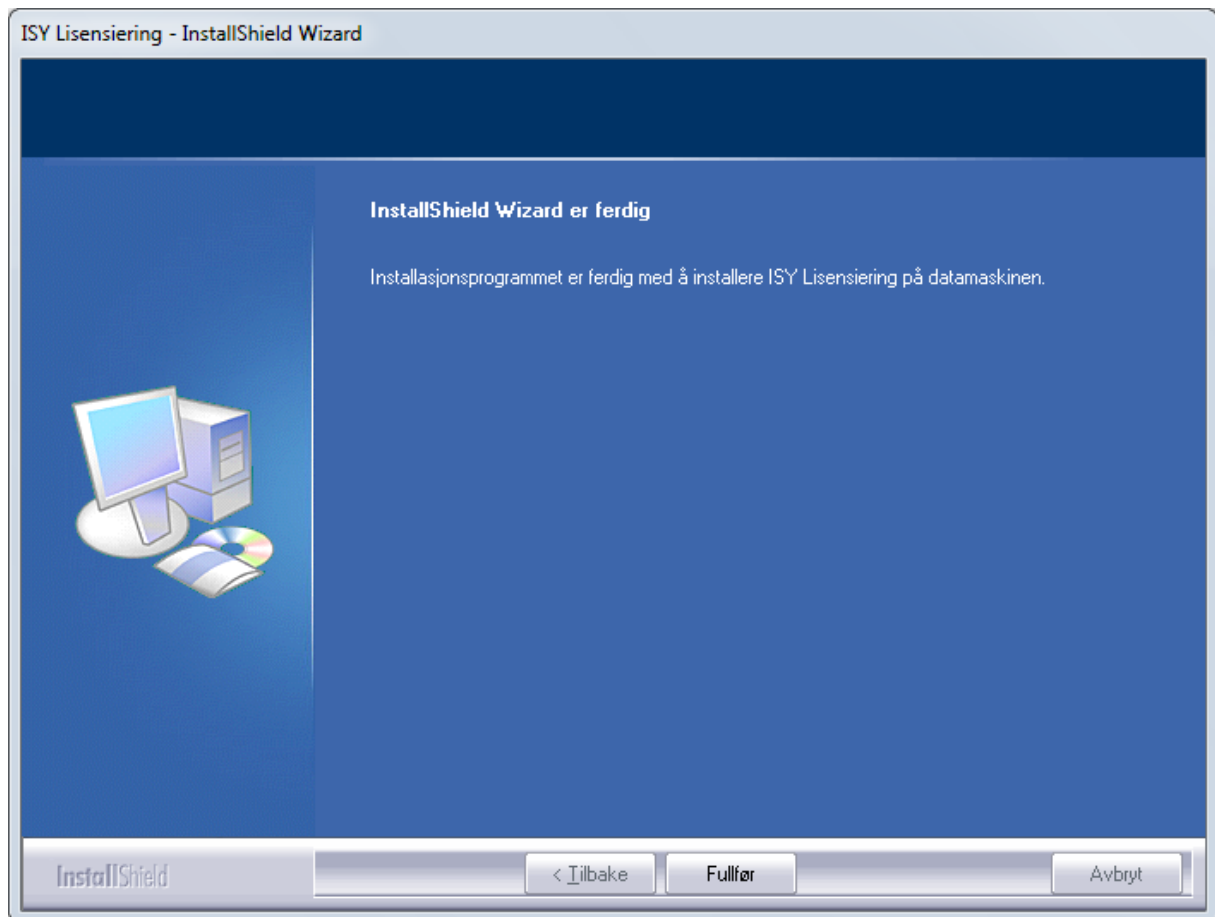 ISY Lisensiering - InstallShield Wizard
InstallShield Wizard er ferdig
Installasjonsprogrammet er ferdig med å installere ISY Lisensiering på datamaskinen.
InstallShield
< Tilbake
Fullfør
Avbryt